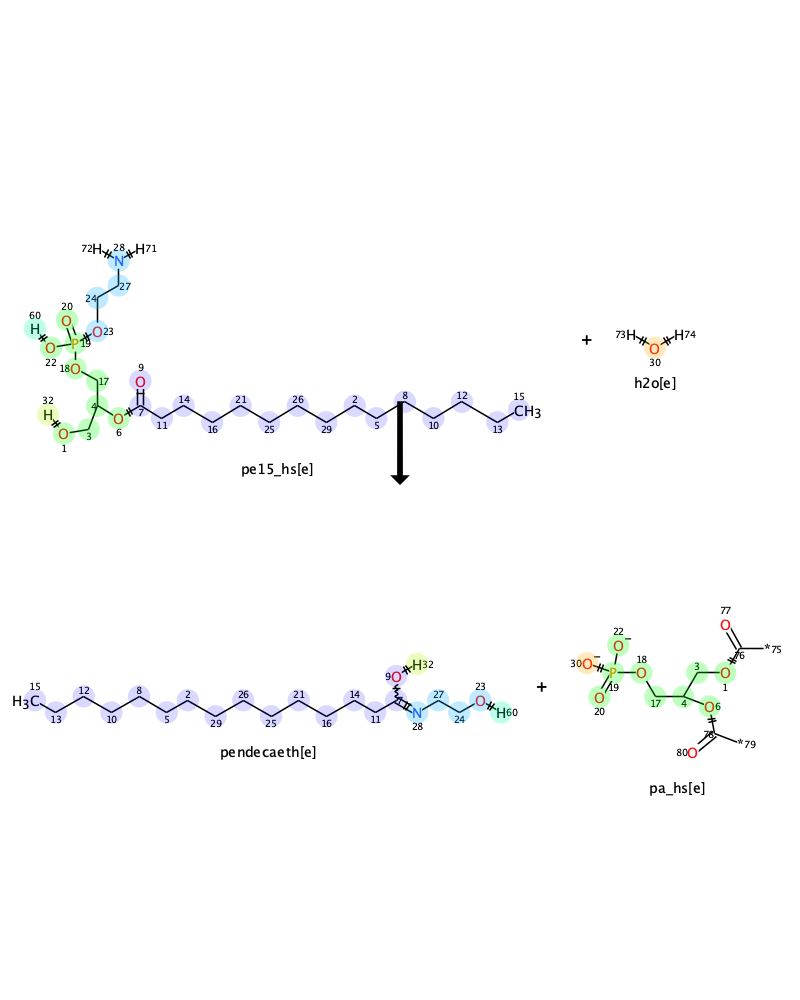 72H 28 H71
N
24 27
20
60 O O23
H P19
O 22
18O 17
9
32 O
H 4 7 14 21 26 2 8 12 15
O 3 O 11 16 25 29 5 10 13 CH3
1 6
pe15_hs[e]
+
73H H74
O
30
h2o[e]
77
O
22
O−
76 *75
30O− 18 3
P O O
19 1
O 17 4 O6
20
78
80O *79
pa_hs[e]
+
9O H32
15 12 8 2 26 21 14 27 23
H3C O
13 10 5 29 25 16 11 N 24 H60
28
pendecaeth[e]